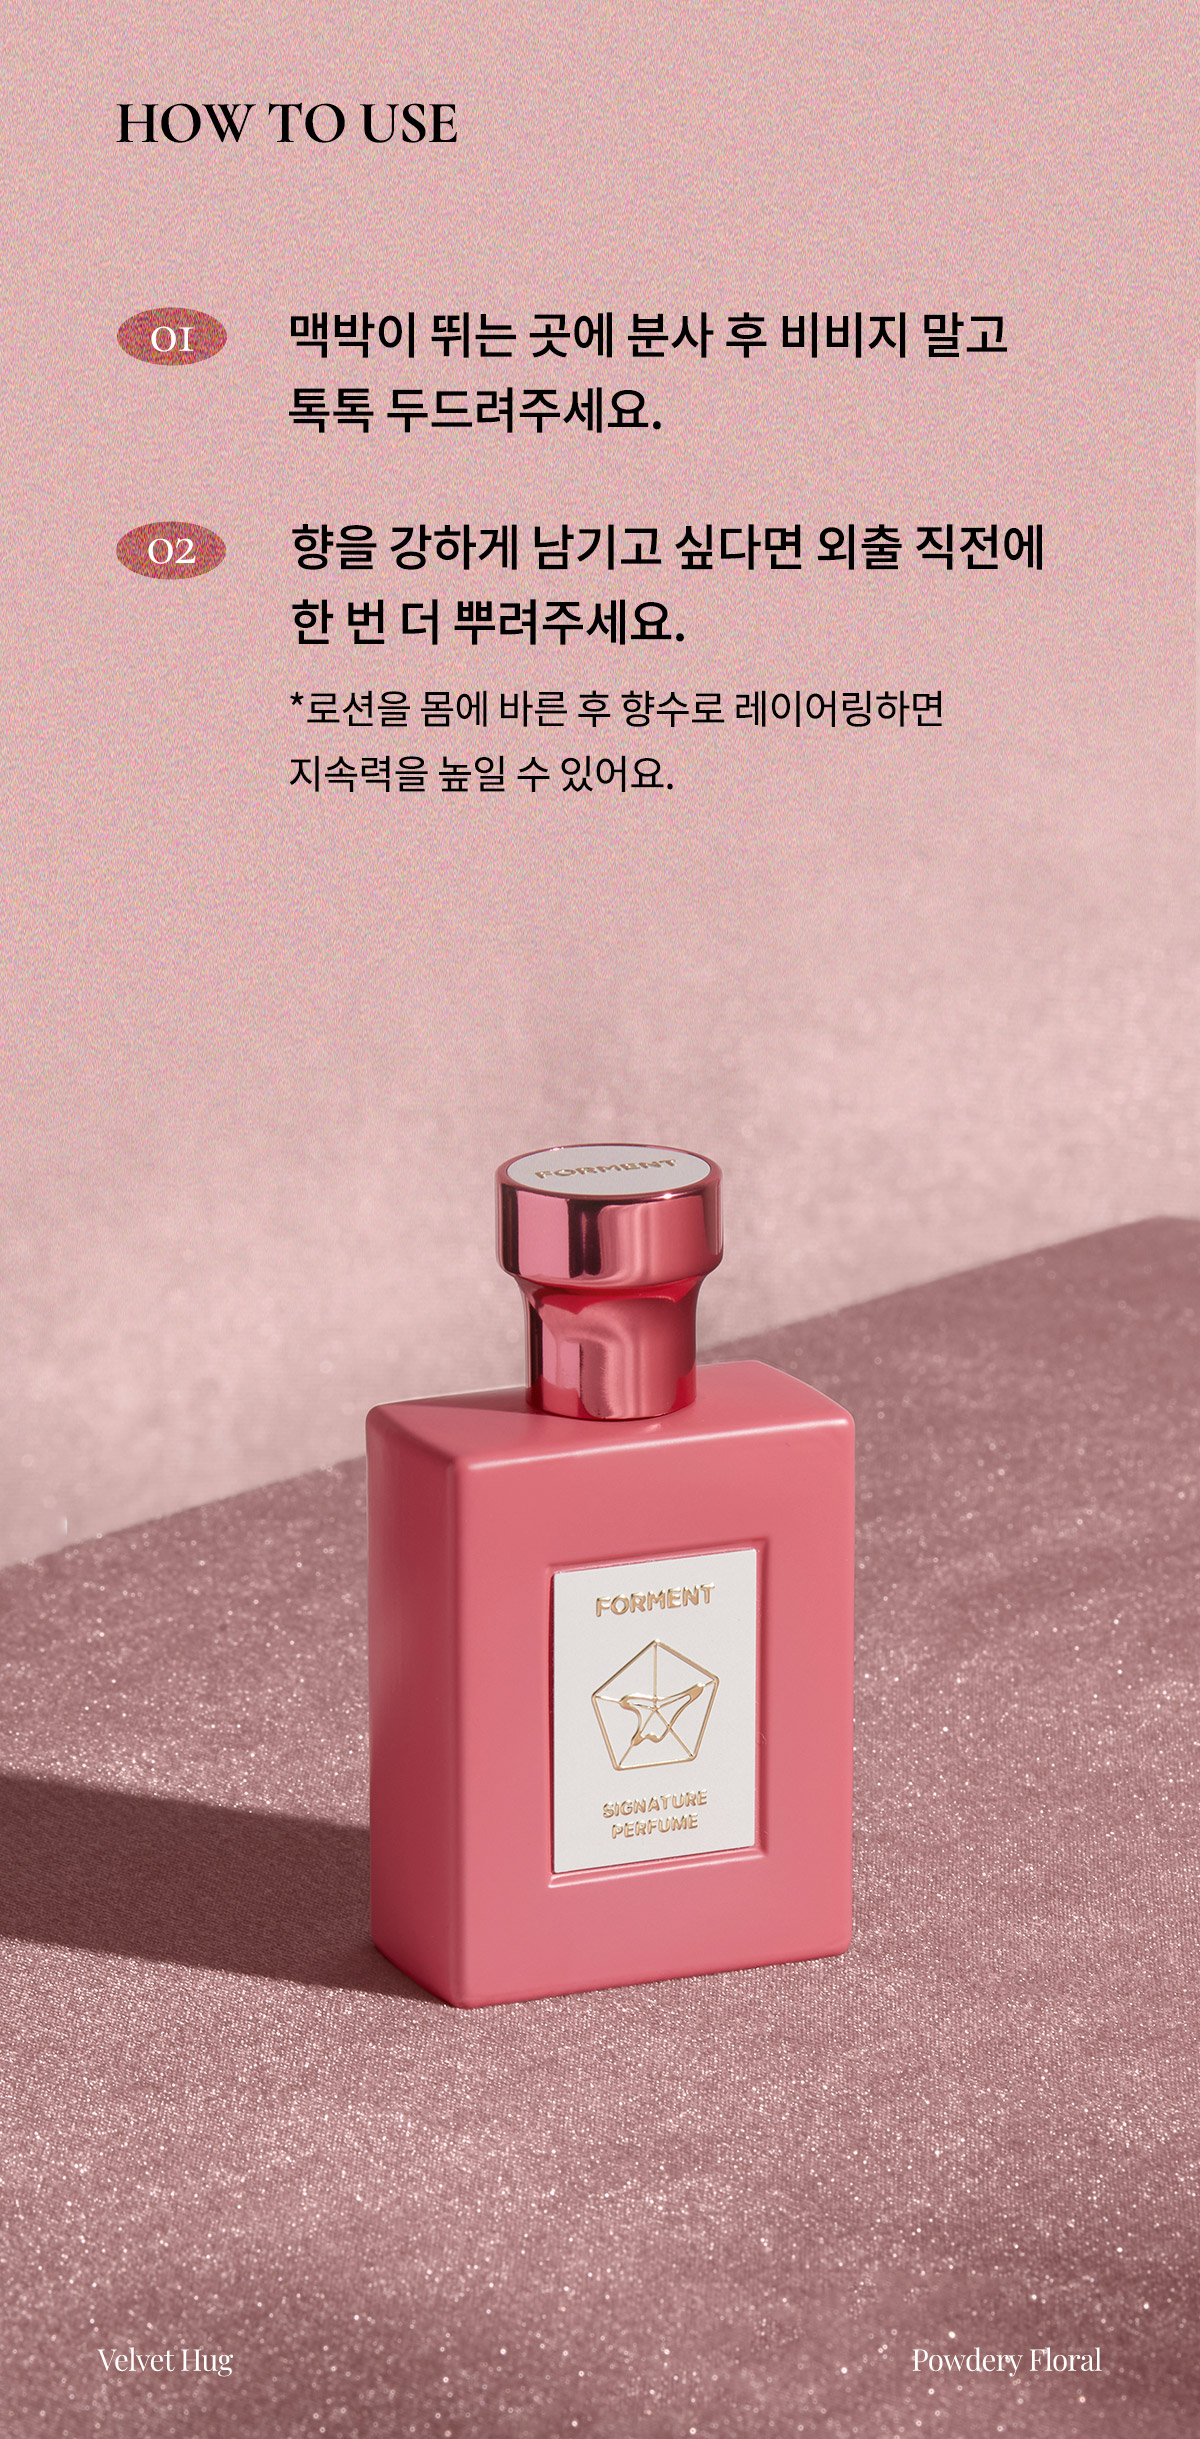 HOW TO USE
01
맥박이 뛰는 곳에 분사 후 비비지 말고
톡톡 두드려주세요.
02
향을 강하게 남기고 싶다면 외출 직전에
한 번 더 뿌려주세요.
*로션을 몸에 바른 후 향수로 레이어링하면
지속력을 높일 수 있어요.
FORMENT
FORMENT
SIGNATURE
PERFUME
Velvet Hug
Powdery Floral